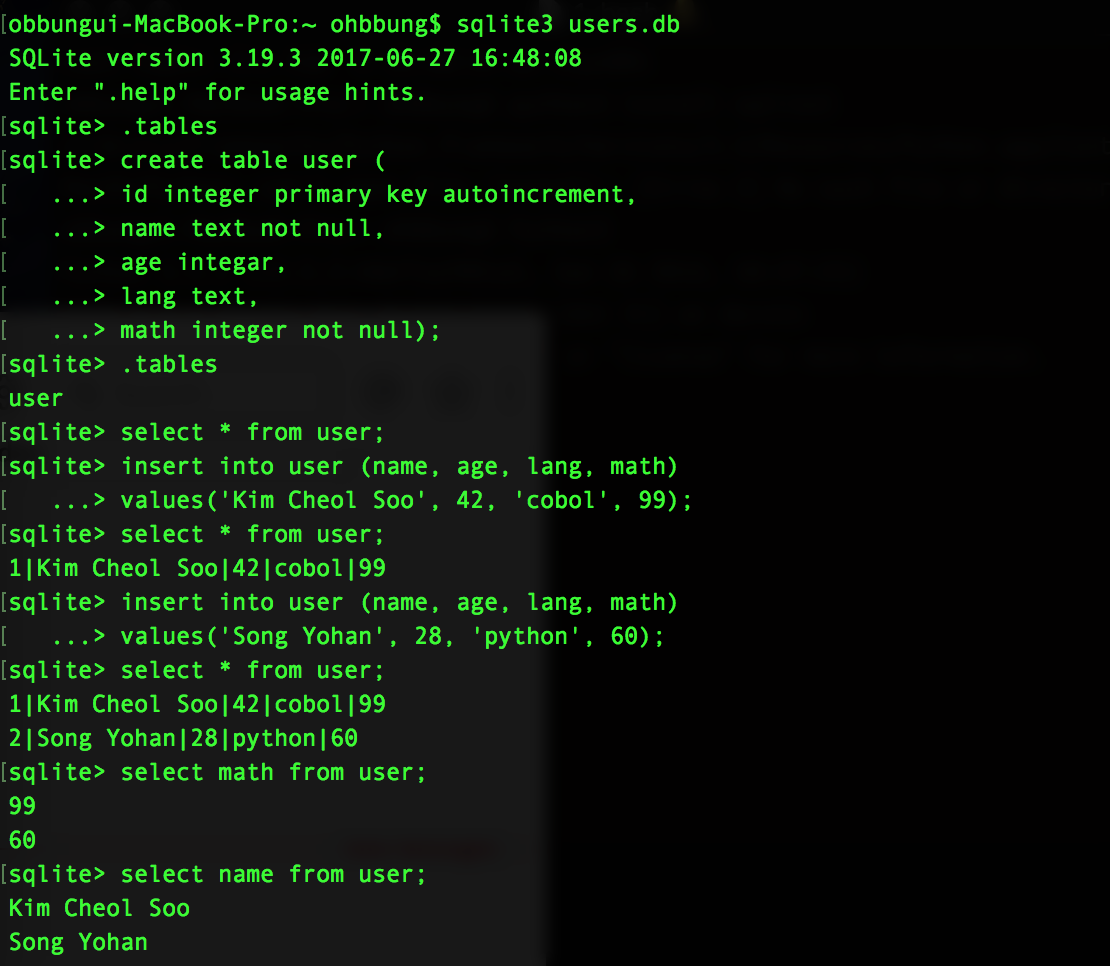 [obbungui-MacBook-Pro:~ ohbbung$ sqlite3 users.db
SQLite version 3.19.3 2017-06-27 16:48:08
Enter ".help" for usage hints.
[sqlite> .tables
[sqlite> create table user (
[   ...> id integer primary key autoincrement,
[   ...> name text not null,
[   ...> age integar,
[   ...> lang text,
[   ...> math integer not null);
[sqlite> .tables
user
[sqlite> select * from user;
[sqlite> insert into user (name, age, lang, math)
[   ...> values('Kim Cheol Soo', 42, 'cobol', 99);
[sqlite> select * from user;
1|Kim Cheol Soo|42|cobol|99
[sqlite> insert into user (name, age, lang, math)
[   ...> values('Song Yohan', 28, 'python', 60);
[sqlite> select * from user;
1|Kim Cheol Soo|42|cobol|99
2|Song Yohan|28|python|60
[sqlite> select math from user;
99
60
[sqlite> select name from user;
Kim Cheol Soo
Song Yohan